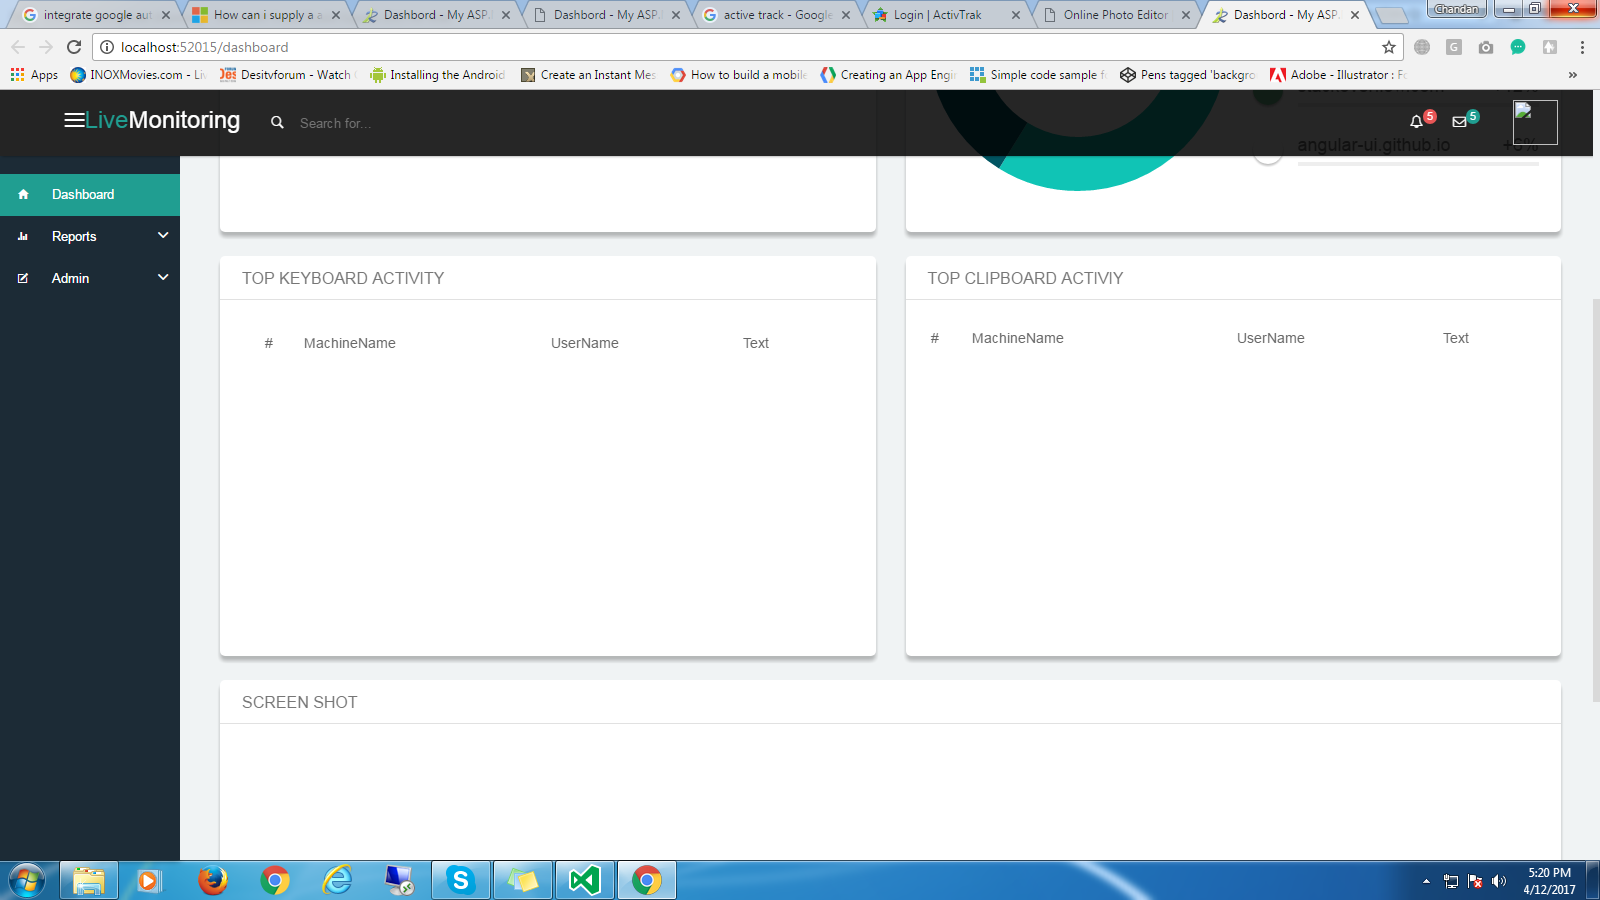 integrate google aut
How can i supply a a
Dashbord - My ASP.
Dashbord - My ASP.
active track - Google
Login | ActivTrak
Online Photo Editor
Dashbord - My ASP.
Chandan
localhost:52015/dashboard
Apps
INOXMovies.com - Liv
Desitvforum - Watch
Installing the Android
Create an Instant Mes
How to build a mobile
Creating an App Engi
Simple code sample f
Pens tagged 'backgro
Adobe - Illustrator : Fo
»
LiveMonitoring
Search for...
5
5
angular-ui.github.io
Dashboard
Reports
Admin
TOP KEYBOARD ACTIVITY
# MachineName UserName Text
TOP CLIPBOARD ACTIVIY
# MachineName UserName Text
SCREEN SHOT
5:20 PM
4/12/2017